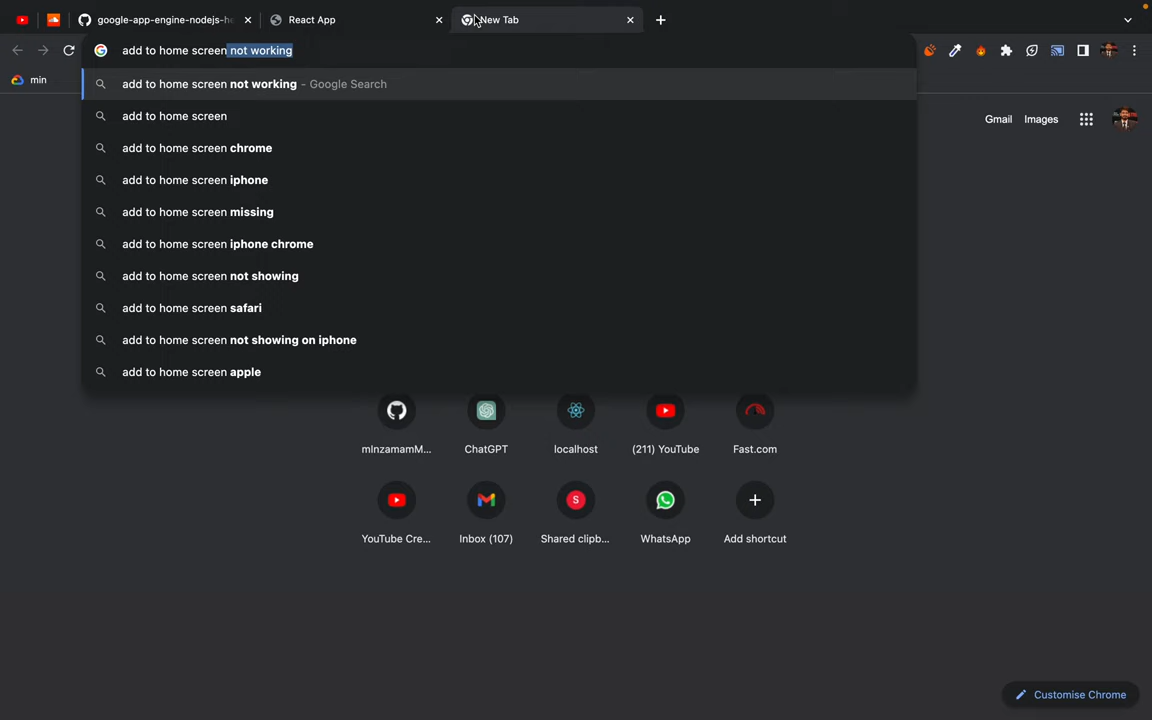 google-app-engine-nodejs-he
React App
New Tab
add to home screen not working
min
add to home screen not working - Google Search
add to home screen
add to home screen chrome
add to home screen iphone
add to home screen missing
add to home screen iphone chrome
add to home screen not showing
add to home screen safari
add to home screen not showing on iphone
add to home screen apple
Gmail Images
mInzamamM... ChatGPT localhost (211) YouTube Fast.com
S
YouTube Cre... Inbox (107) Shared clipb... WhatsApp Add shortcut
Customise Chrome